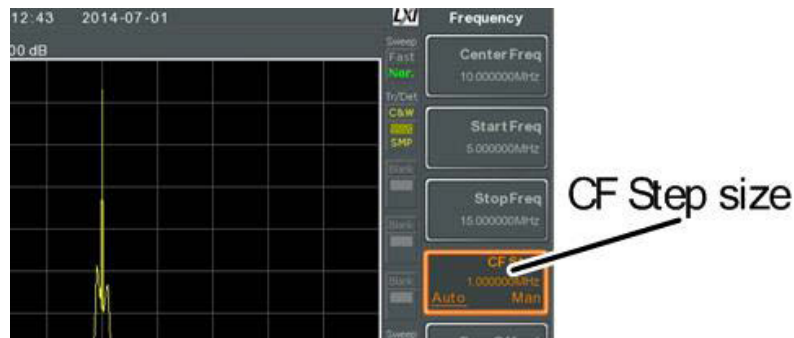 12:43 2014-07-01
LXI
Frequency
00 dB
Sweep
Fast
Nor.
Tr/Det
C&W
SMP
Blank
Blank
Blank
Sweep
Center Freq
10.000000MHz
Start Freq
5.000000MHz
Stop Freq
15.000000MHz
CF
1.000000MHz
Auto Man
CF Step size